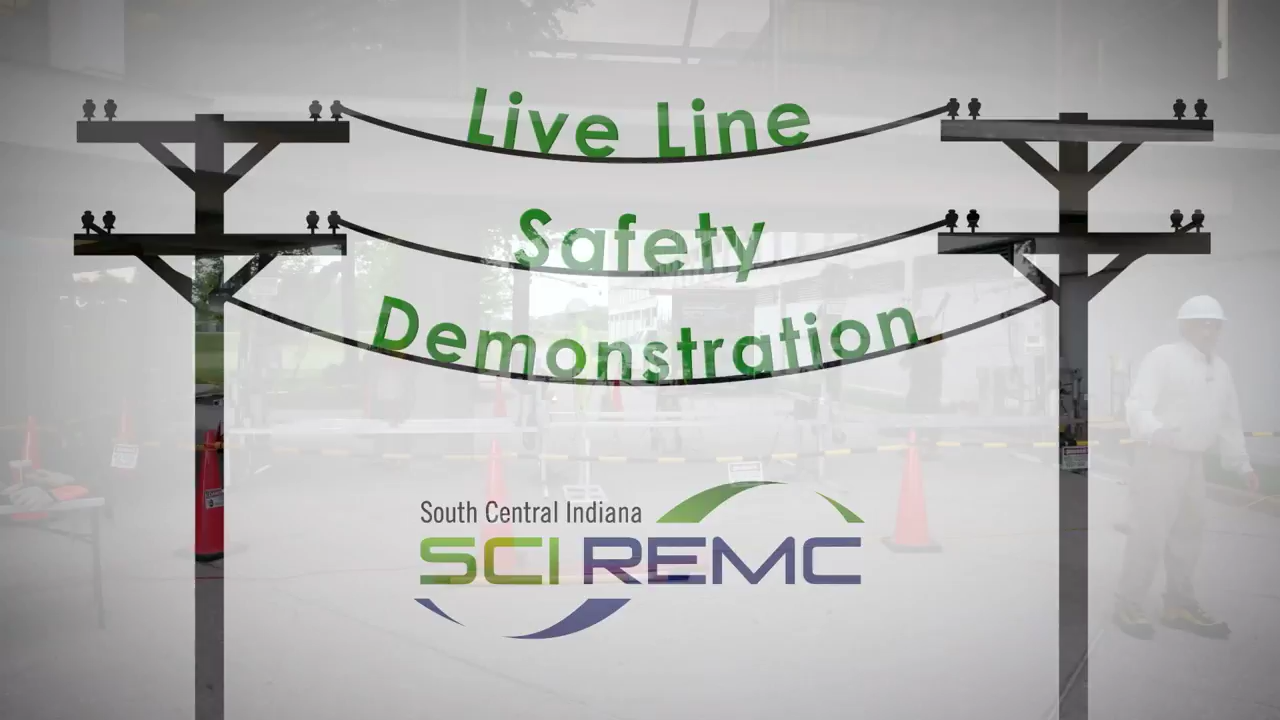 Live Line
Safety
Demonstration
South Central Indiana
SCI REMC